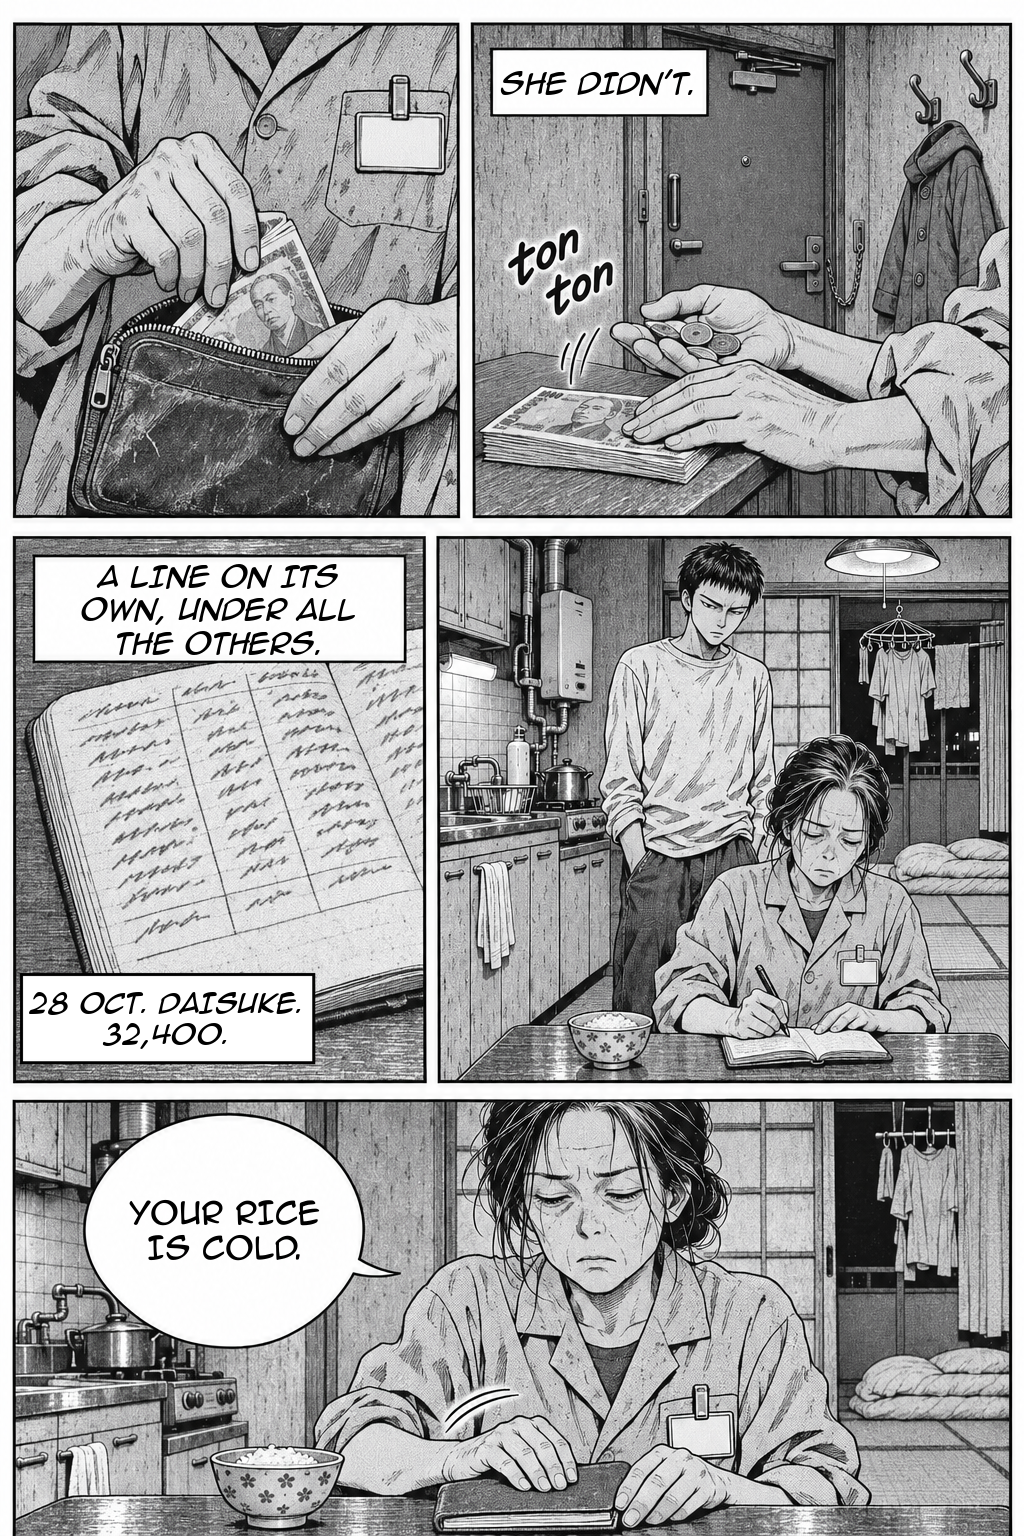 SHE DIDN'T.
ton
ton
A LINE ON ITS
OWN, UNDER ALL
THE OTHERS.
28 OCT. DAISUKE.
32,400.
YOUR RICE
IS COLD.